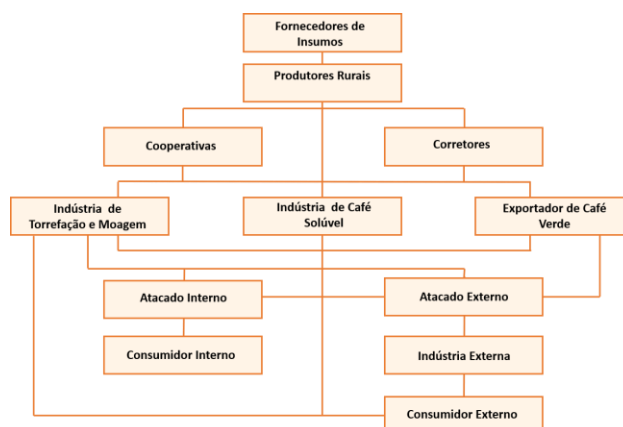 Fornecedores de
Insumos
Produtores Rurais
Cooperativas
Corretores
Indústria de
Torrefação e Moagem
Indústria de Café
Solúvel
Exportador de Café
Verde
Atacado Interno
Atacado Externo
Consumidor Interno
Indústria Externa
Consumidor Externo